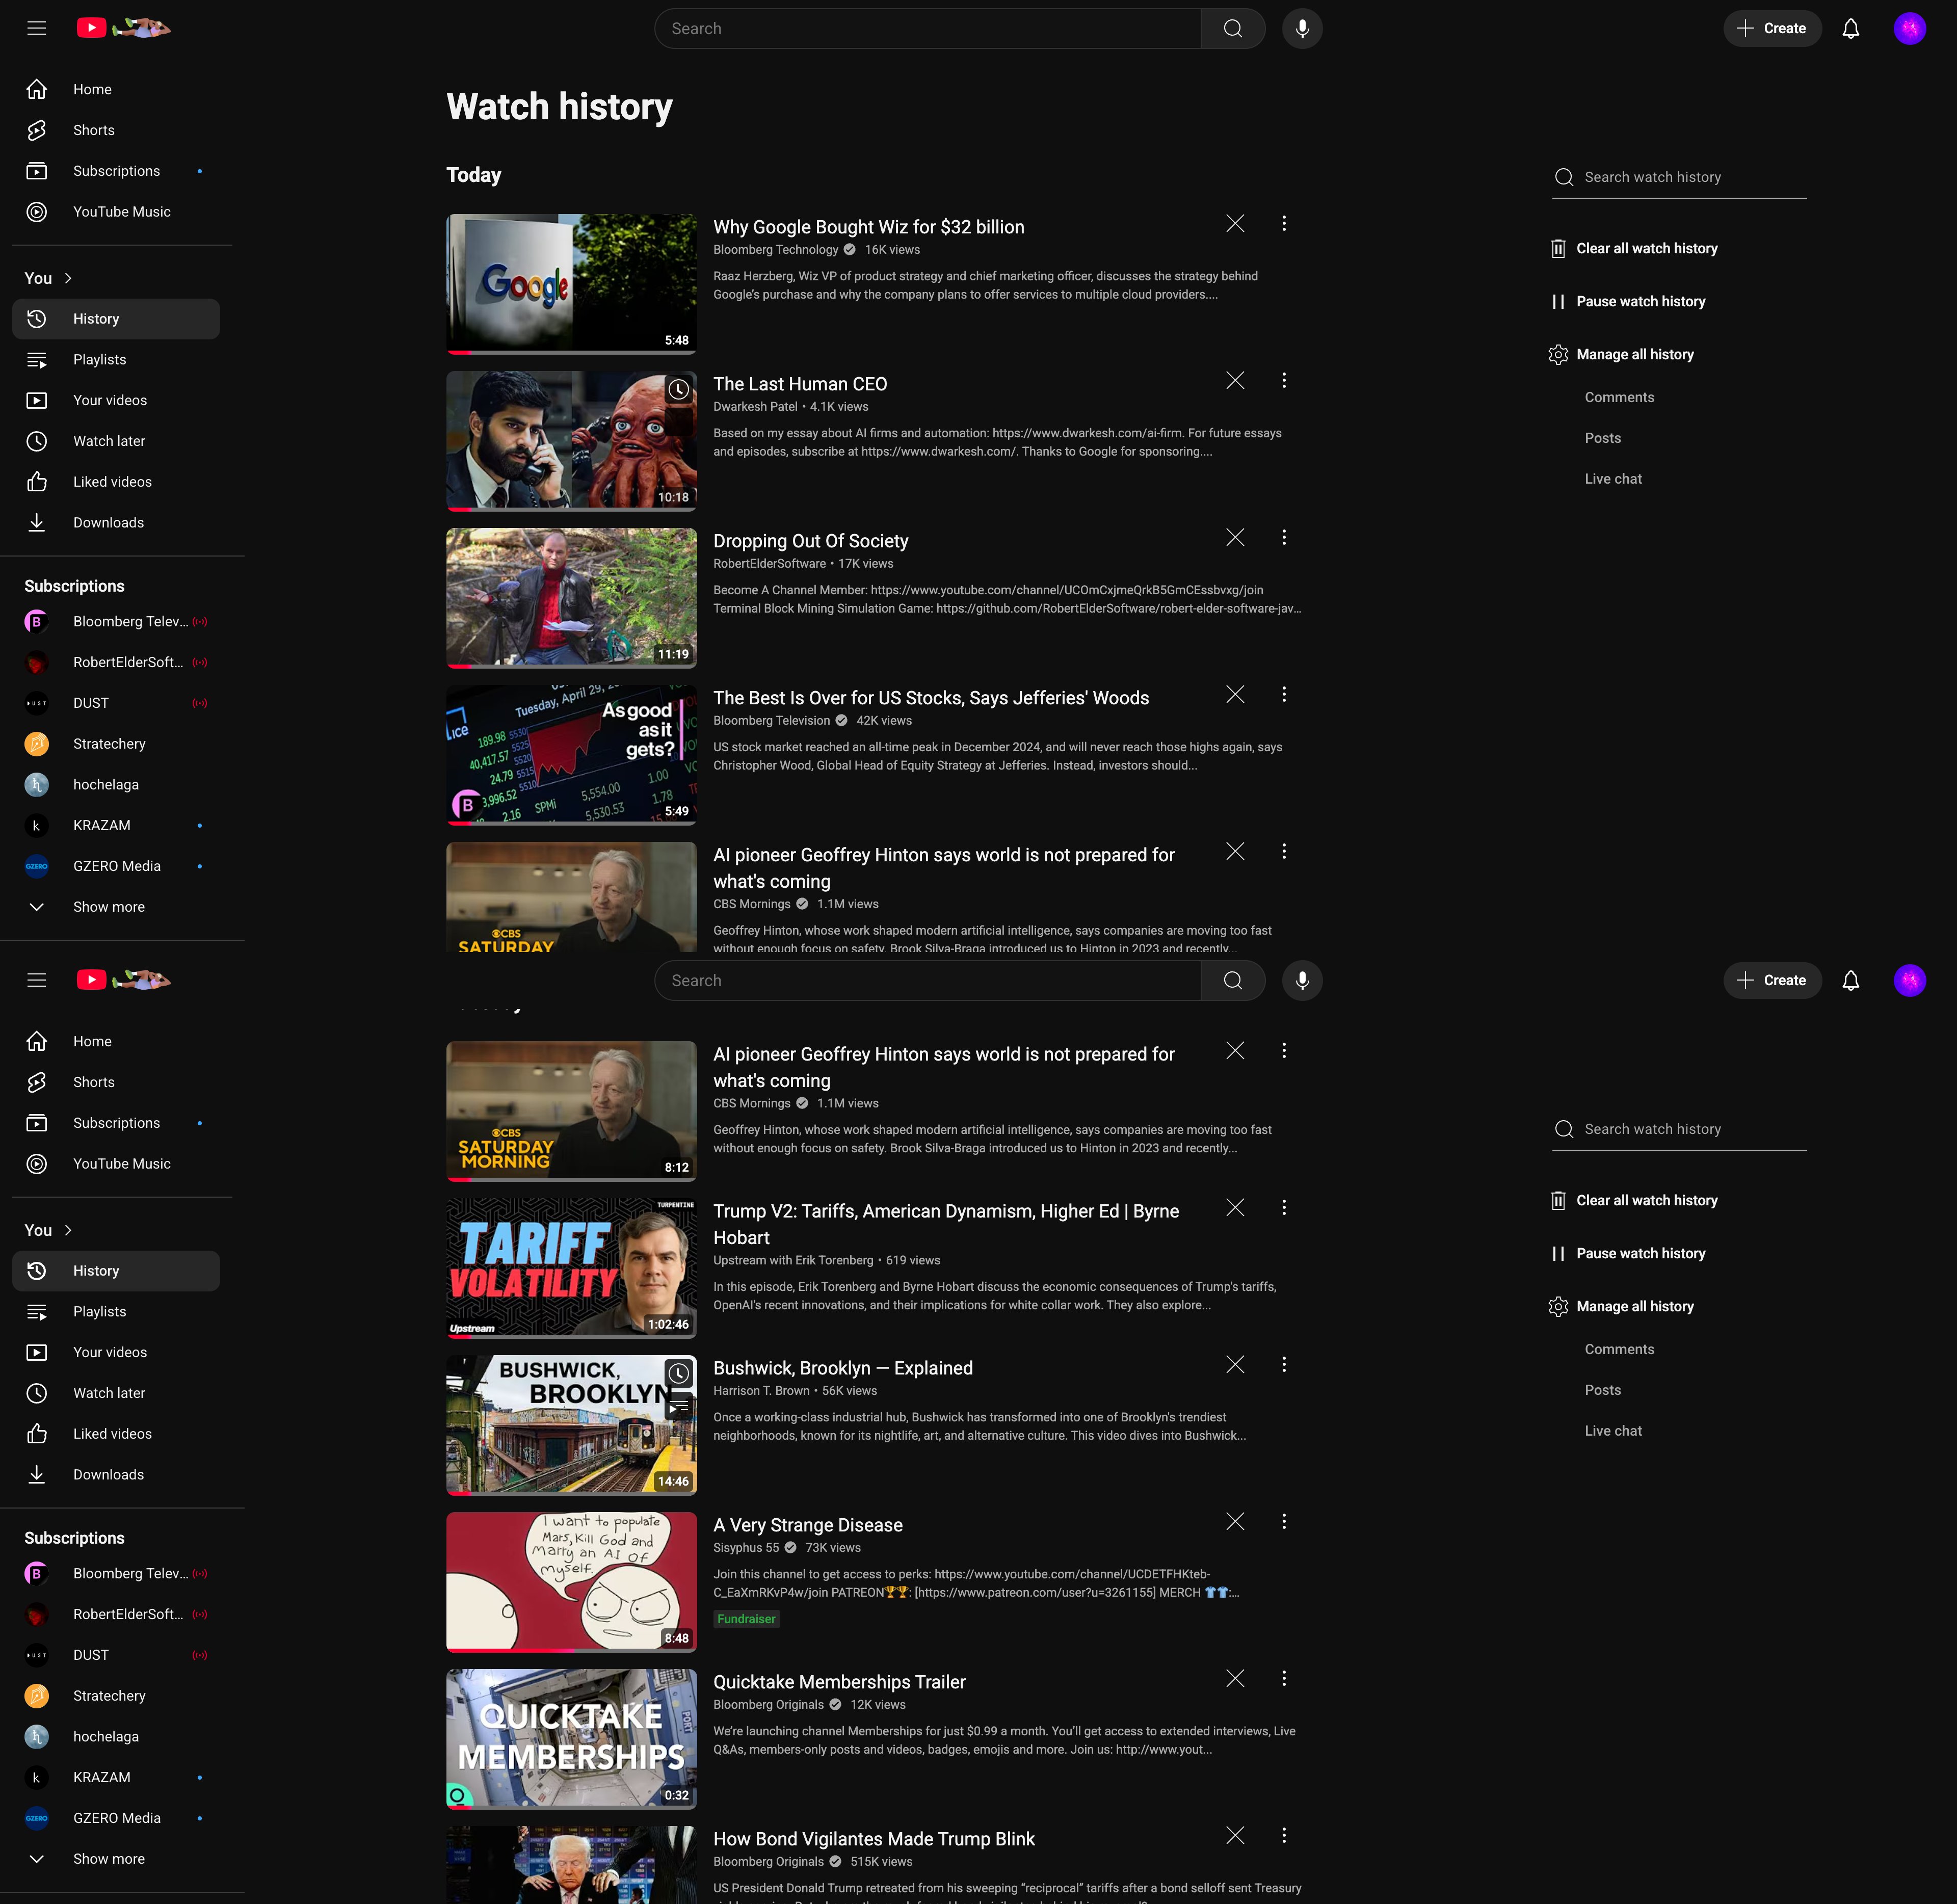 Search
Create
Home
Shorts
Subscriptions
YouTube Music
You
History
Playlists
Your videos
Watch later
Liked videos
Downloads
Subscriptions
Bloomberg Telev...
RobertElderSoft...
DUST
Stratechery
hochelaga
KRAZAM
GZERO Media
Show more
Watch history
Today
Google
5:48
Why Google Bought Wiz for $32 billion
Bloomberg Technology 16K views
Raaz Herzberg, Wiz VP of product strategy and chief marketing officer, discusses the strategy behind
Google's purchase and why the company plans to offer services to multiple cloud providers....
10:18
The Last Human CEO
Dwarkesh Patel • 4.1K views
Based on my essay about AI firms and automation: https://www.dwarkesh.com/ai-firm. For future essays
and episodes, subscribe at https://www.dwarkesh.com/. Thanks to Google for sponsoring....
11:19
Dropping Out Of Society
RobertElderSoftware • 17K views
Become A Channel Member: https://www.youtube.com/channel/UCOmCxjmeQrkB5GmCEssbvxg/join
Terminal Block Mining Simulation Game: https://github.com/RobertElderSoftware/robert-elder-software-jav...
Tuesday, April 29,
As good
as it
gets?
ice
189.98
40,417.57
24.79
3,996.52
2.16
SPMi
5,554.00
5,530.53
1.00
1.78
B
5:49
The Best Is Over for US Stocks, Says Jefferies' Woods
Bloomberg Television 42K views
US stock market reached an all-time peak in December 2024, and will never reach those highs again, says
Christopher Wood, Global Head of Equity Strategy at Jefferies. Instead, investors should...
CBS
SATURDAY
AI pioneer Geoffrey Hinton says world is not prepared for
what's coming
CBS Mornings 1.1M views
Geoffrey Hinton, whose work shaped modern artificial intelligence, says companies are moving too fast
without enough focus on safety. Brook Silva-Braga introduced us to Hinton in 2023 and recently...
Search watch history
Clear all watch history
Pause watch history
Manage all history
Comments
Posts
Live chat
Search
Create
Home
Shorts
Subscriptions
YouTube Music
You
History
Playlists
Your videos
Watch later
Liked videos
Downloads
Subscriptions
Bloomberg Telev...
RobertElderSoft...
DUST
Stratechery
hochelaga
KRAZAM
GZERO Media
Show more
CBS
SATURDAY
MORNING
8:12
AI pioneer Geoffrey Hinton says world is not prepared for
what's coming
CBS Mornings 1.1M views
Geoffrey Hinton, whose work shaped modern artificial intelligence, says companies are moving too fast
without enough focus on safety. Brook Silva-Braga introduced us to Hinton in 2023 and recently...
TURPENTINE
TARIFF
VOLATILITY
Upstream
1:02:46
Trump V2: Tariffs, American Dynamism, Higher Ed | Byrne
Hobart
Upstream with Erik Torenberg • 619 views
In this episode, Erik Torenberg and Byrne Hobart discuss the economic consequences of Trump's tariffs,
OpenAI's recent innovations, and their implications for white collar work. They also explore...
BUSHWICK,
BROOKLYN
14:46
Bushwick, Brooklyn — Explained
Harrison T. Brown • 56K views
Once a working-class industrial hub, Bushwick has transformed into one of Brooklyn's trendiest
neighborhoods, known for its nightlife, art, and alternative culture. This video dives into Bushwick...
I want to populate
Mars, Kill God and
Marry an AI Of
myself.
8:48
A Very Strange Disease
Sisyphus 55 73K views
Join this channel to get access to perks: https://www.youtube.com/channel/UCDETFHKteb-
C_EaXmRKvP4w/join PATREON🏆🏆: [https://www.patreon.com/user?u=3261155] MERCH 👕👕:...
Fundraiser
QUICKTAKE
MEMBERSHIPS
0:32
Quicktake Memberships Trailer
Bloomberg Originals 12K views
We're launching channel Memberships for just $0.99 a month. You'll get access to extended interviews, Live
Q&As, members-only posts and videos, badges, emojis and more. Join us: http://www.yout...
How Bond Vigilantes Made Trump Blink
Bloomberg Originals 515K views
US President Donald Trump retreated from his sweeping "reciprocal" tariffs after a bond selloff sent Treasury
Search watch history
Clear all watch history
Pause watch history
Manage all history
Comments
Posts
Live chat